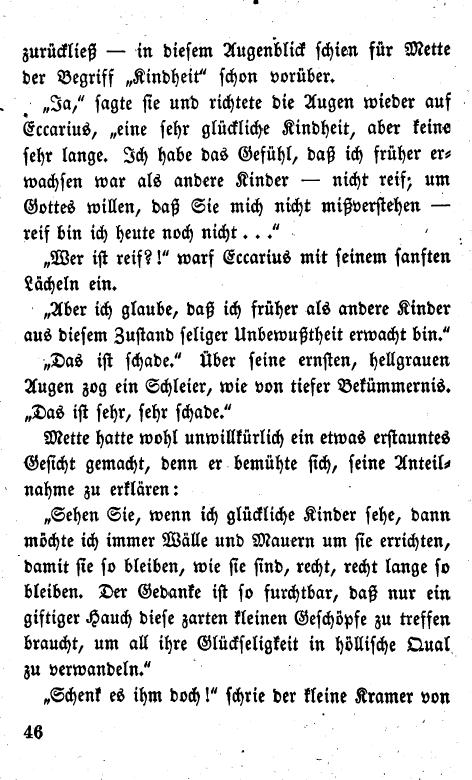 zurückließ — in diesem Augenblick schien für Mette
der Begriff „Kindheit“ schon vorüber.
„Ja,“ sagte sie und richtete die Augen wieder auf
Eccarius, „eine sehr glückliche Kindheit, aber keine
sehr lange. Ich habe das Gefühl, daß ich früher er-
wachsen war als andere Kinder — nicht reif; um
Gottes willen, daß Sie mich nicht mißverstehen —
reif bin ich heute noch nicht . . .“
„Wer ist reif?!“ warf Eccarius mit seinem sanften
Lächeln ein.
„Aber ich glaube, daß ich früher als andere Kinder
aus diesem Zustand seliger Unbewußtheit erwacht bin.“
„Das ist schade.“ Über seine ernsten, hellgrauen
Augen zog ein Schleier, wie von tiefer Bekümmernis.
„Das ist sehr, sehr schade.“
Mette hatte wohl unwillkürlich ein etwas erstauntes
Gesicht gemacht, denn er bemühte sich, seine Anteil-
nahme zu erklären:
„Sehen Sie, wenn ich glückliche Kinder sehe, dann
möchte ich immer Wälle und Mauern um sie errichten,
damit sie so bleiben, wie sie sind, recht, recht lange so
bleiben. Der Gedanke ist so furchtbar, daß nur ein
giftiger Hauch diese zarten kleinen Geschöpfe zu treffen
braucht, um all ihre Glückseligkeit in höllische Qual
zu verwandeln.“
„Schenk es ihm doch!“ schrie der kleine Kramer von
46